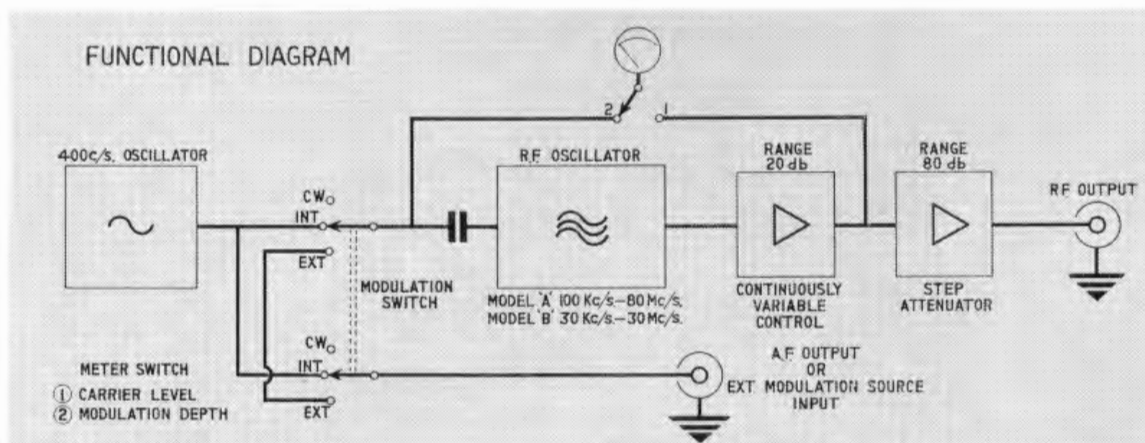 FUNCTIONAL DIAGRAM
2
1
400c/s. OSCILLATOR
R.F. OSCILLATOR
RANGE
20 db
RANGE
80 db
R.F. OUTPUT
CW
INT
EXT
MODULATION
SWITCH
MODEL 'A' 100 Kc/s.-80 Mc/s.
MODEL 'B' 30 Kc/s.-30 Mc/s.
CONTINUOUSLY
VARIABLE
CONTROL
STEP
ATTENUATOR
CW
INT
EXT
METER SWITCH
① CARRIER LEVEL
② MODULATION DEPTH
A.F. OUTPUT
OR
EXT. MODULATION SOURCE
INPUT